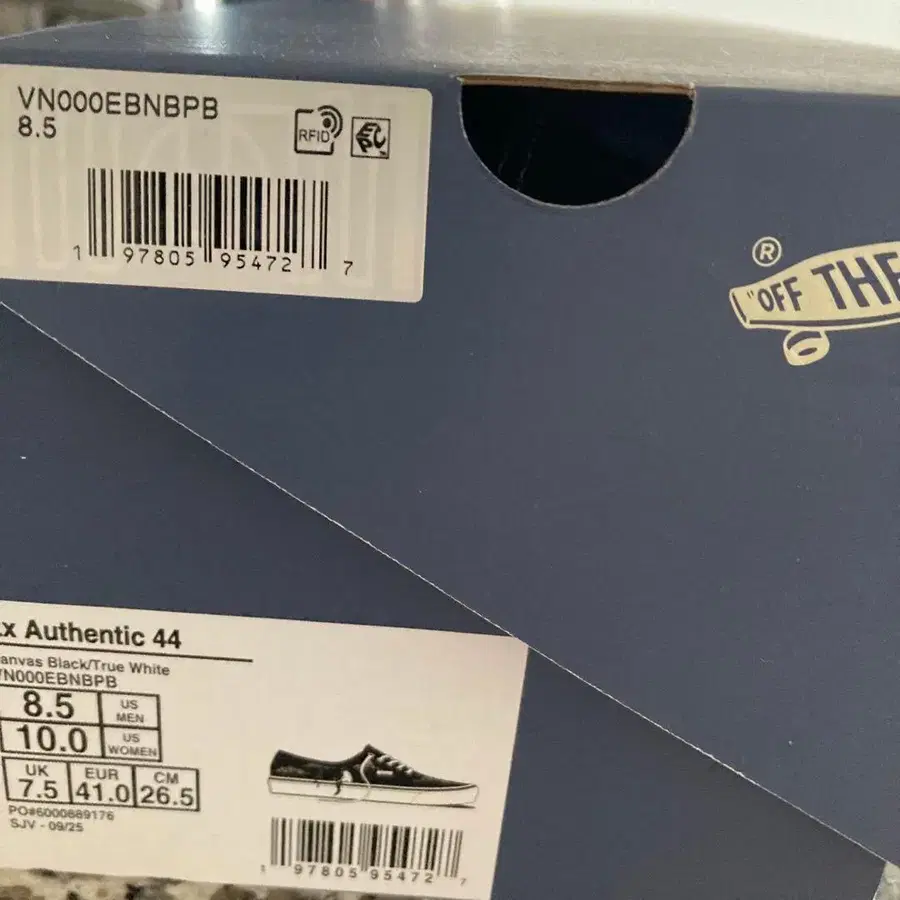 VN000EBNBPB
8.5
RFID
EPC
1 97805 95472 7
®
"OFF THE
x Authentic 44
anvas Black/True White
VN000EBNBPB
8.5 US MEN
10.0 US WOMEN
UK 7.5 EUR 41.0 CM 26.5
PO#6000889176
SJV - 09/25
1 97805 95472 7